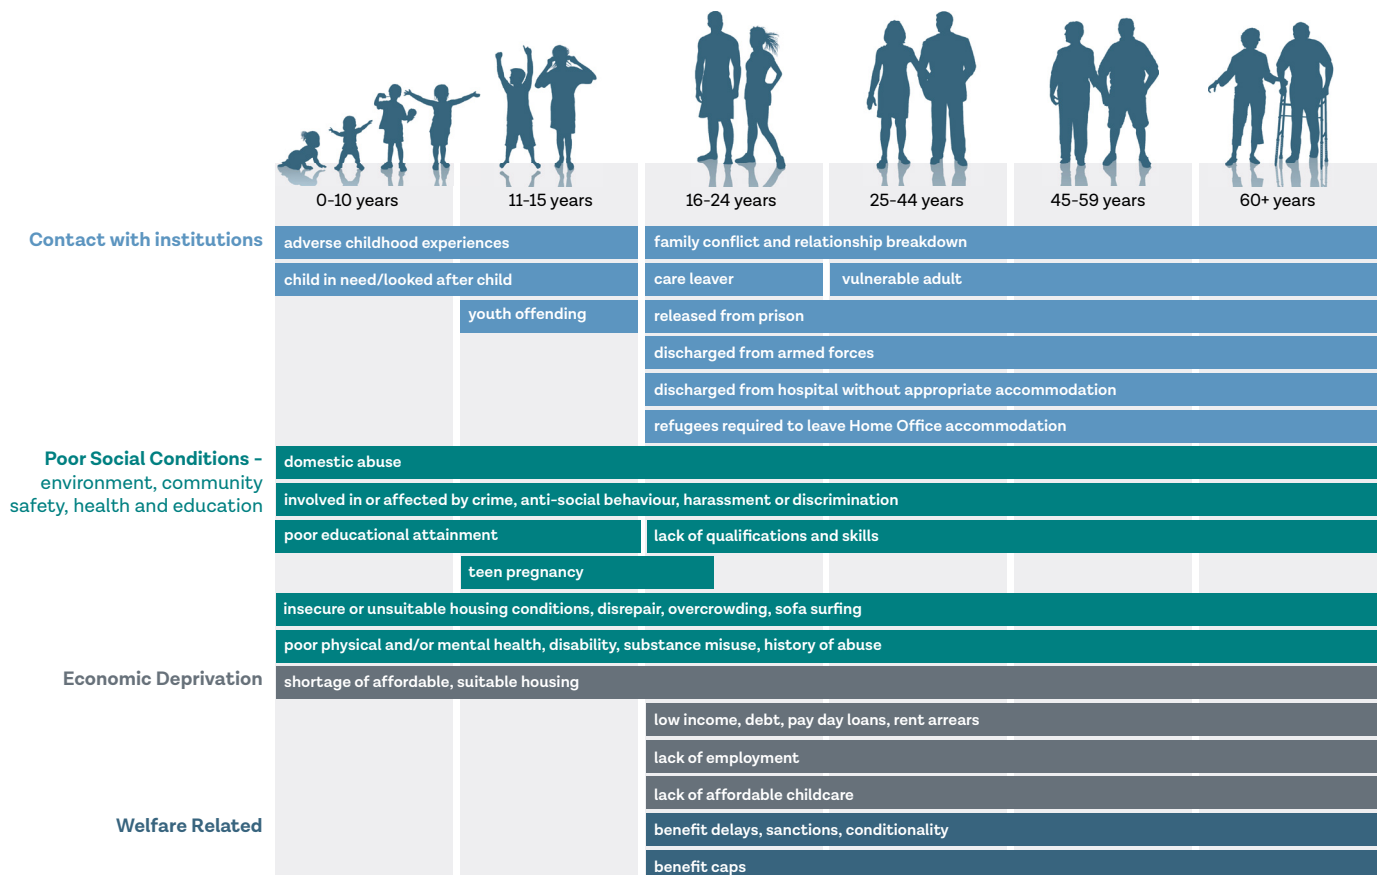 0-10 years
11-15 years
16-24 years
25-44 years
45-59 years
60+ years
Contact with institutions
adverse childhood experiences
family conflict and relationship breakdown
child in need/looked after child
care leaver
vulnerable adult
youth offending
released from prison
discharged from armed forces
discharged from hospital without appropriate accommodation
refugees required to leave Home Office accommodation
Poor Social Conditions -
environment, community
safety, health and education
domestic abuse
involved in or affected by crime, anti-social behaviour, harassment or discrimination
poor educational attainment
lack of qualifications and skills
teen pregnancy
insecure or unsuitable housing conditions, disrepair, overcrowding, sofa surfing
poor physical and/or mental health, disability, substance misuse, history of abuse
Economic Deprivation
shortage of affordable, suitable housing
low income, debt, pay day loans, rent arrears
lack of employment
lack of affordable childcare
Welfare Related
benefit delays, sanctions, conditionality
benefit caps